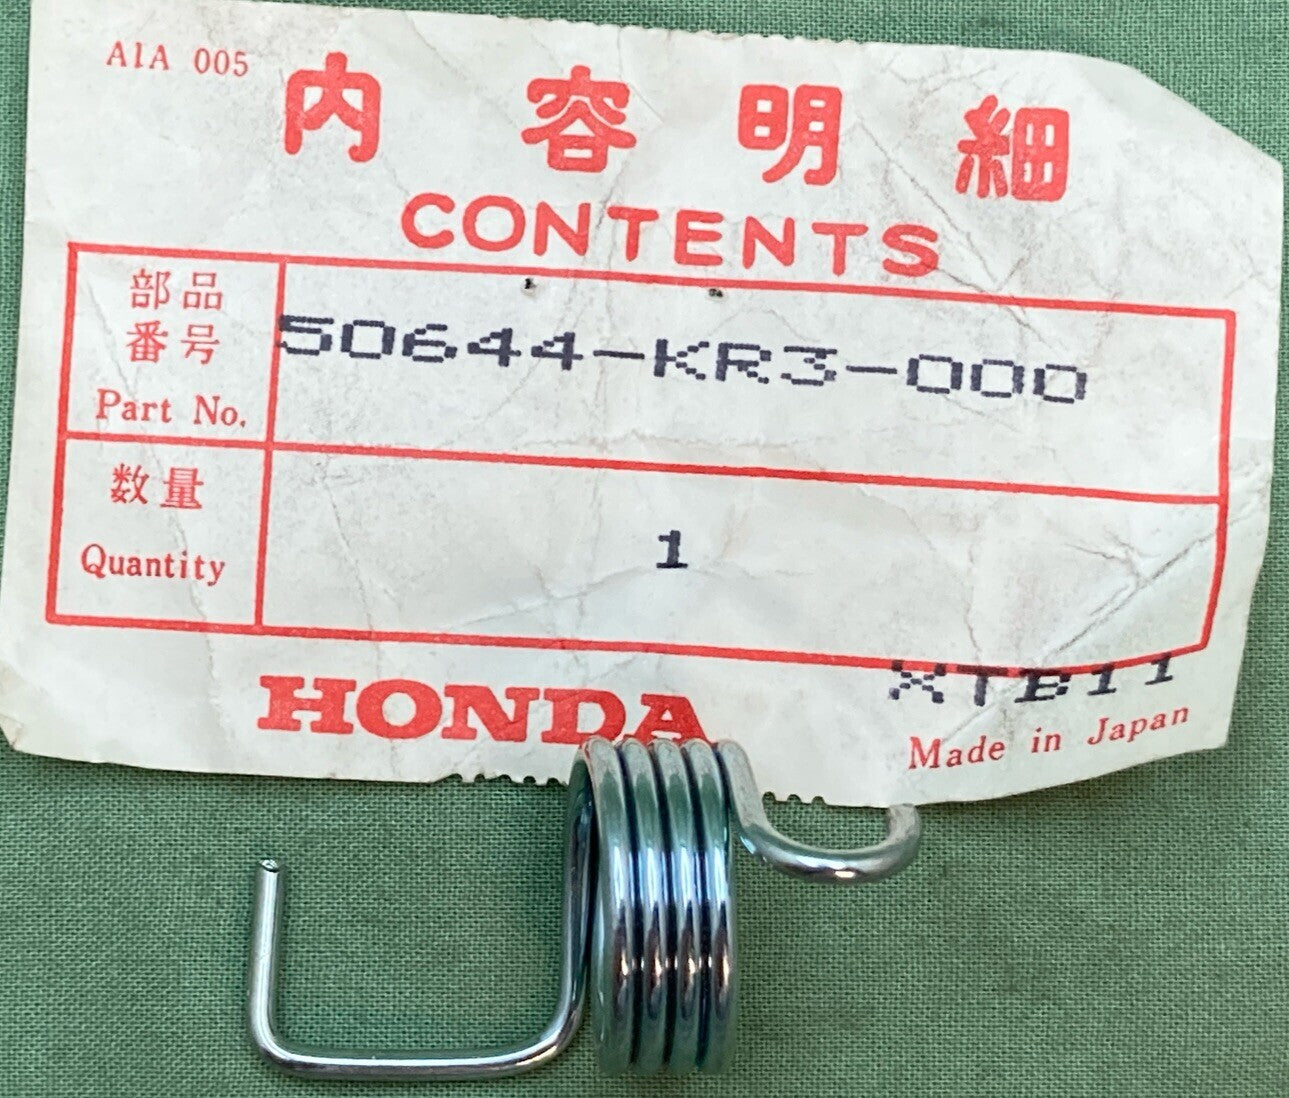 A1A 005
内容明細
CONTENTS
部品
番号
Part No.
50644-KR3-000
数量
Quantity
1
HONDA
XTB11
Made in Japan